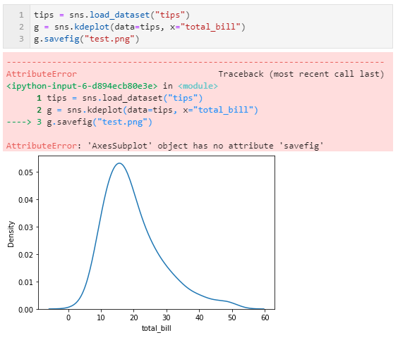 1 tips = sns.load_dataset("tips")
2 g = sns.kdeplot(data=tips, x="total_bill")
3 g.savefig("test.png")
---------------------------------------------------------------------------
AttributeError Traceback (most recent call last)
<ipython-input-6-d894ecb80e3e> in <module>
1 tips = sns.load_dataset("tips")
2 g = sns.kdeplot(data=tips, x="total_bill")
----> 3 g.savefig("test.png")
AttributeError: 'AxesSubplot' object has no attribute 'savefig'
0.05
0.04
0.03
0.02
0.01
0.00
Density
0 10 20 30 40 50 60
total_bill